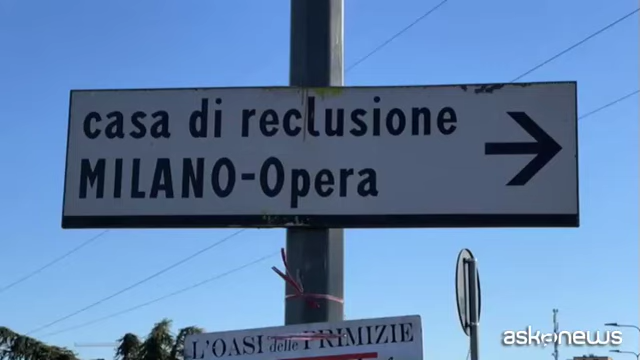 casa di reclusione
MILANO-Opera
L'OASI delle PRIMIZIE
askanews